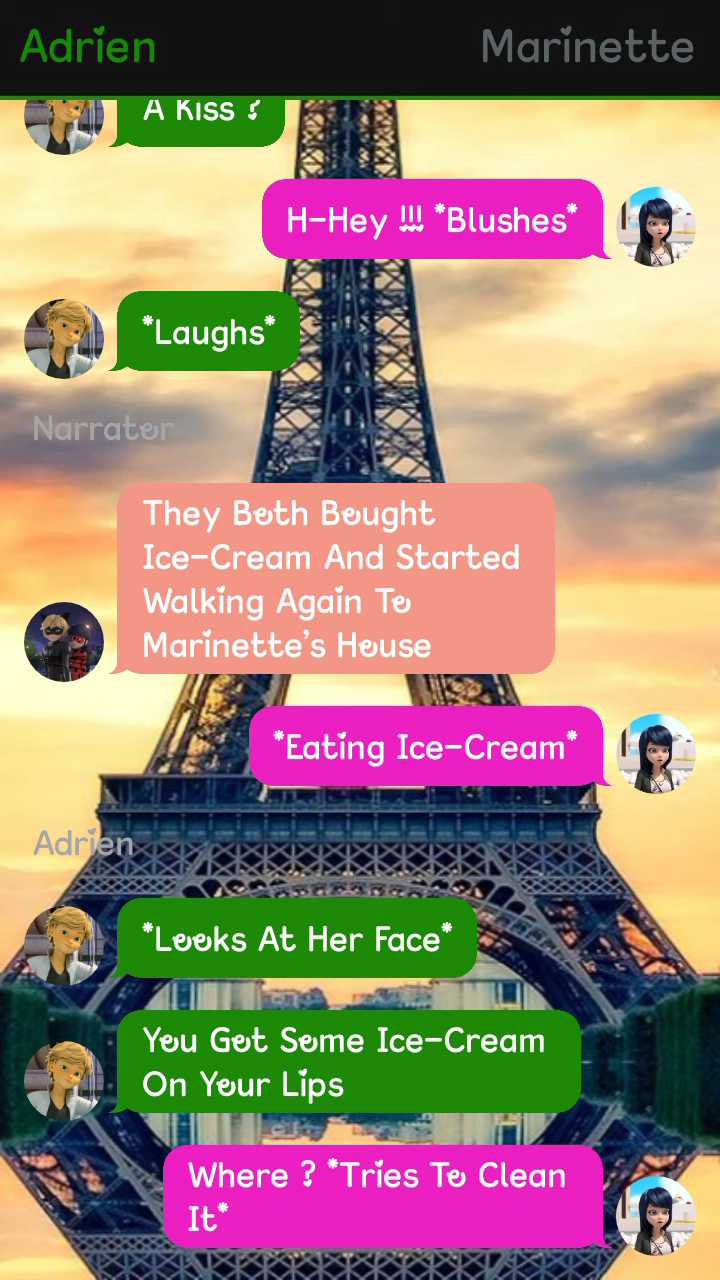 Adrien
Marinette
A Kiss ?
H-Hey !!! *Blushes*
*Laughs*
Narrator
They Both Bought
Ice-Cream And Started
Walking Again To
Marinette's House
*Eating Ice-Cream*
Adrien
*Looks At Her Face*
You Got Some Ice-Cream
On Your Lips
Where ? *Tries To Clean
It*